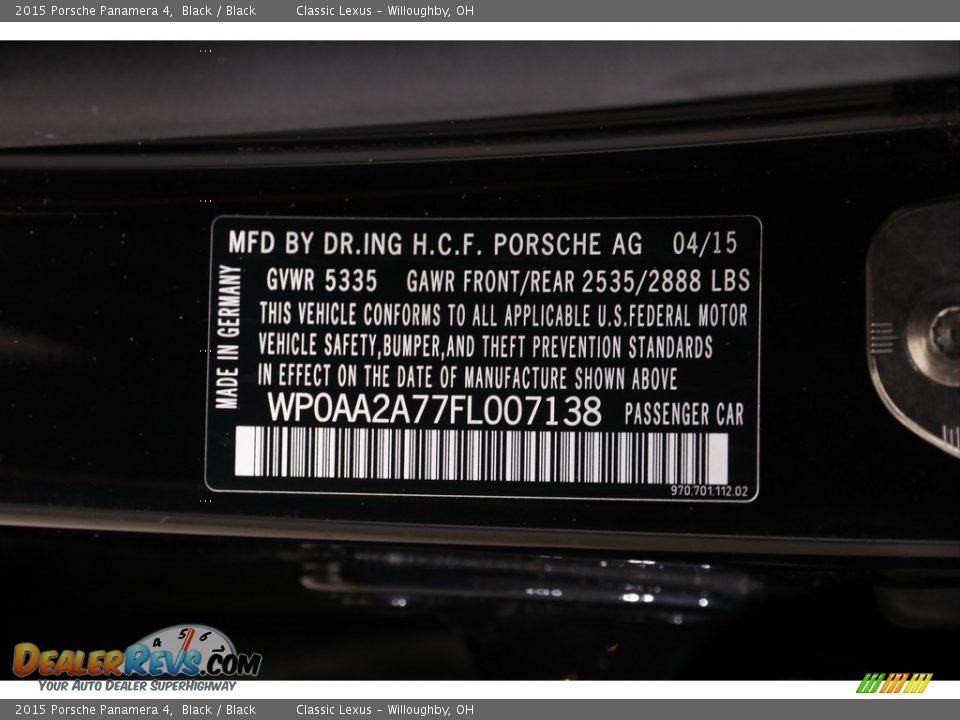 2015 Porsche Panamera 4, Black / Black Classic Lexus - Willoughby, OH
MFD BY DR.ING H.C.F. PORSCHE AG 04/15
GVWR 5335 GAWR FRONT/REAR 2535/2888 LBS
THIS VEHICLE CONFORMS TO ALL APPLICABLE U.S.FEDERAL MOTOR
VEHICLE SAFETY,BUMPER,AND THEFT PREVENTION STANDARDS
IN EFFECT ON THE DATE OF MANUFACTURE SHOWN ABOVE
MADE IN GERMANY
WP0AA2A77FL007138 PASSENGER CAR
970.701.112.02
4 5 6
DEALERREVS.COM
YOUR AUTO DEALER SUPERHIGHWAY
2015 Porsche Panamera 4, Black / Black Classic Lexus - Willoughby, OH